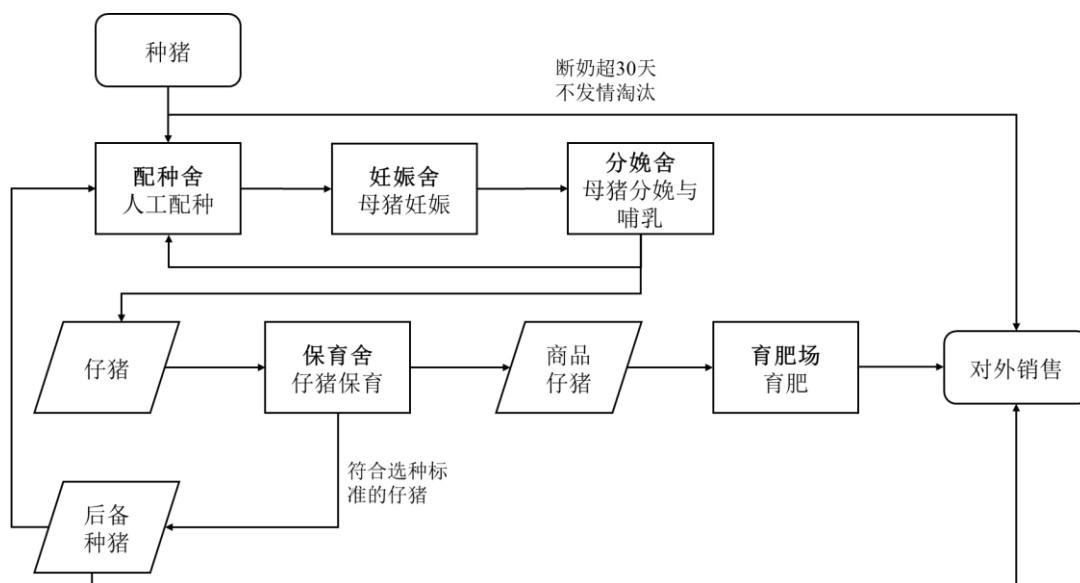 种猪
断奶超30天
不发情淘汰
配种舍
人工配种
妊娠舍
母猪妊娠
分娩舍
母猪分娩与
哺乳
仔猪
保育舍
仔猪保育
商品
仔猪
育肥场
育肥
对外销售
符合选种标
准的仔猪
后备
种猪